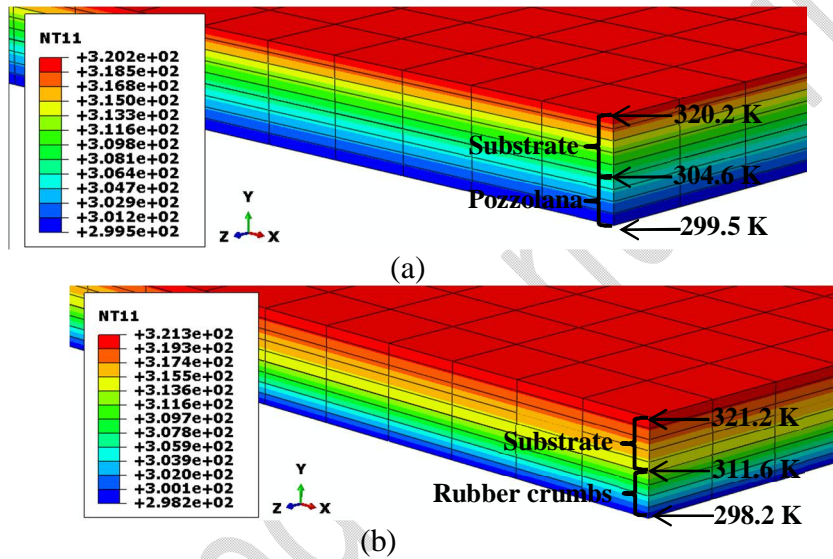 NT11
+3.202e+02
+3.185e+02
+3.168e+02
+3.150e+02
+3.133e+02
+3.116e+02
+3.098e+02
+3.081e+02
+3.064e+02
+3.047e+02
+3.029e+02
+3.012e+02
+2.995e+02
Y
Z X
320.2 K
Substrate
304.6 K
Pozzolana
299.5 K
(a)
NT11
+3.213e+02
+3.193e+02
+3.174e+02
+3.155e+02
+3.136e+02
+3.116e+02
+3.097e+02
+3.078e+02
+3.059e+02
+3.039e+02
+3.020e+02
+3.001e+02
+2.982e+02
Y
Z X
321.2 K
Substrate
311.6 K
Rubber crumbs
298.2 K
(b)